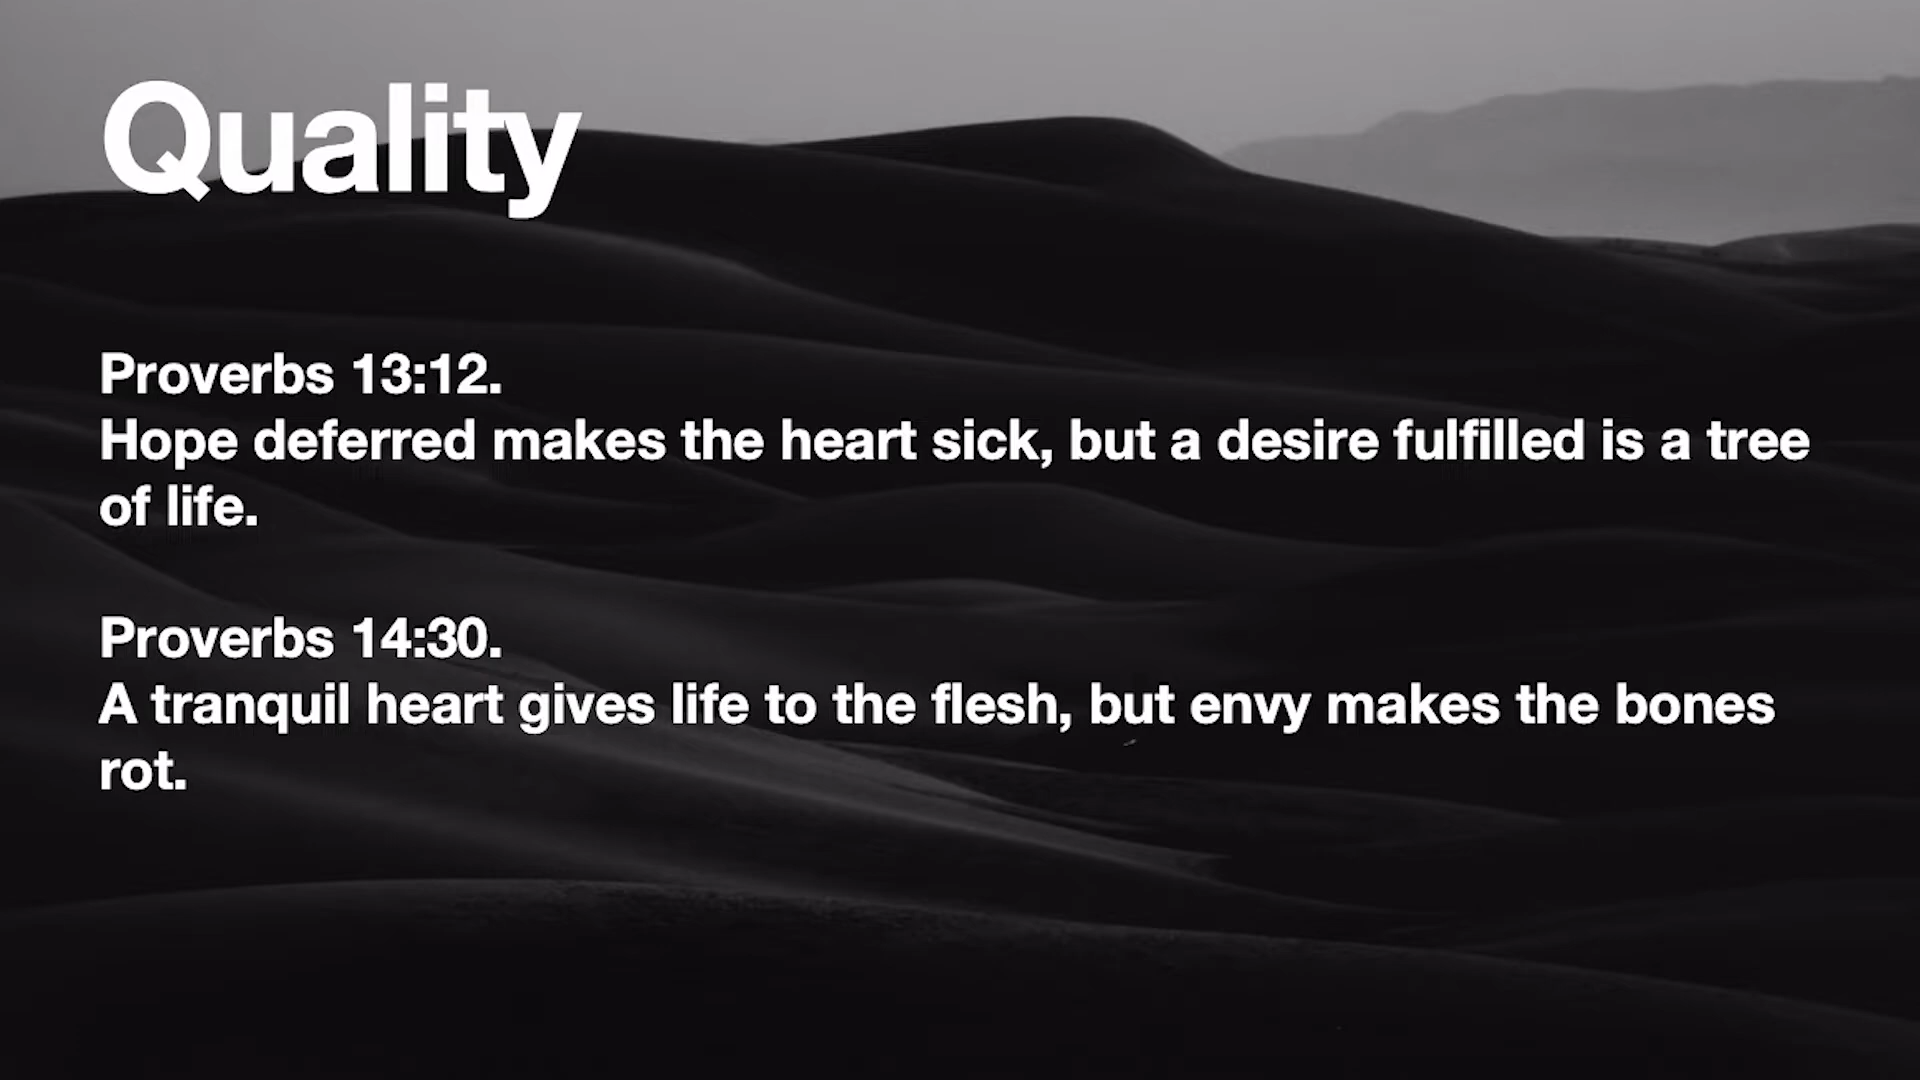 Quality
Proverbs 13:12.
Hope deferred makes the heart sick, but a desire fulfilled is a tree
of life.
Proverbs 14:30.
A tranquil heart gives life to the flesh, but envy makes the bones
rot.